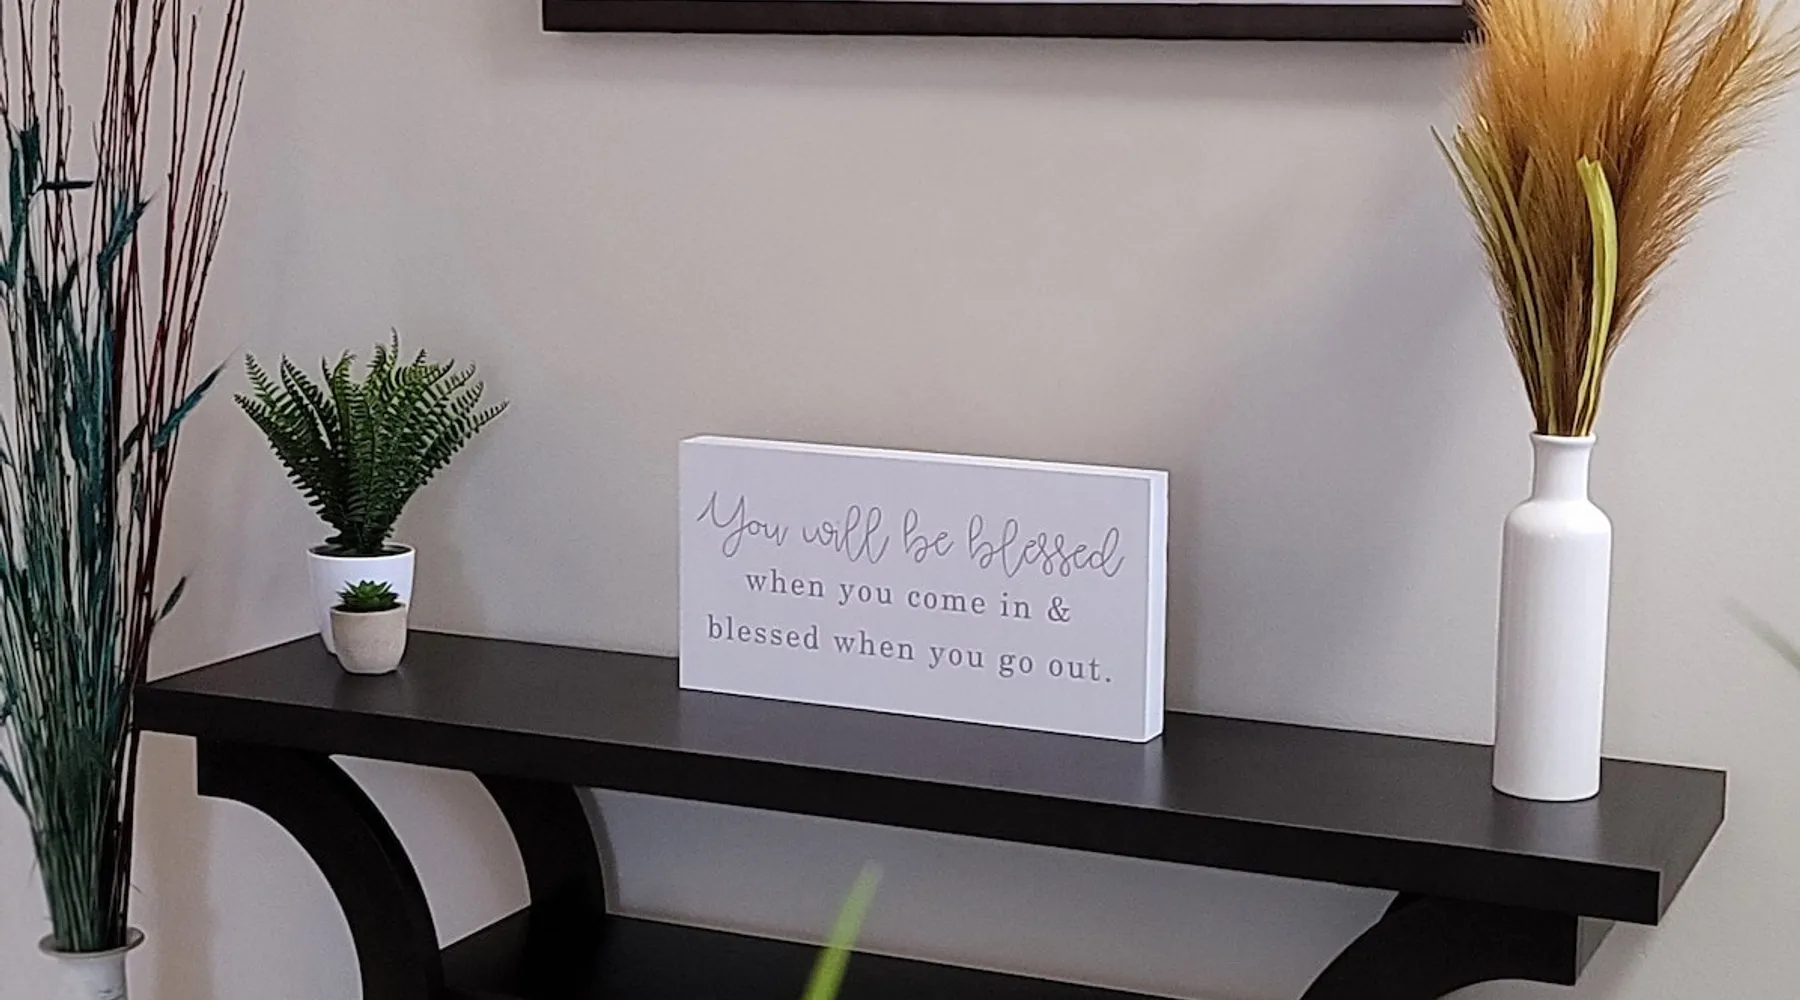 You will be blessed
when you come in &
blessed when you go out.